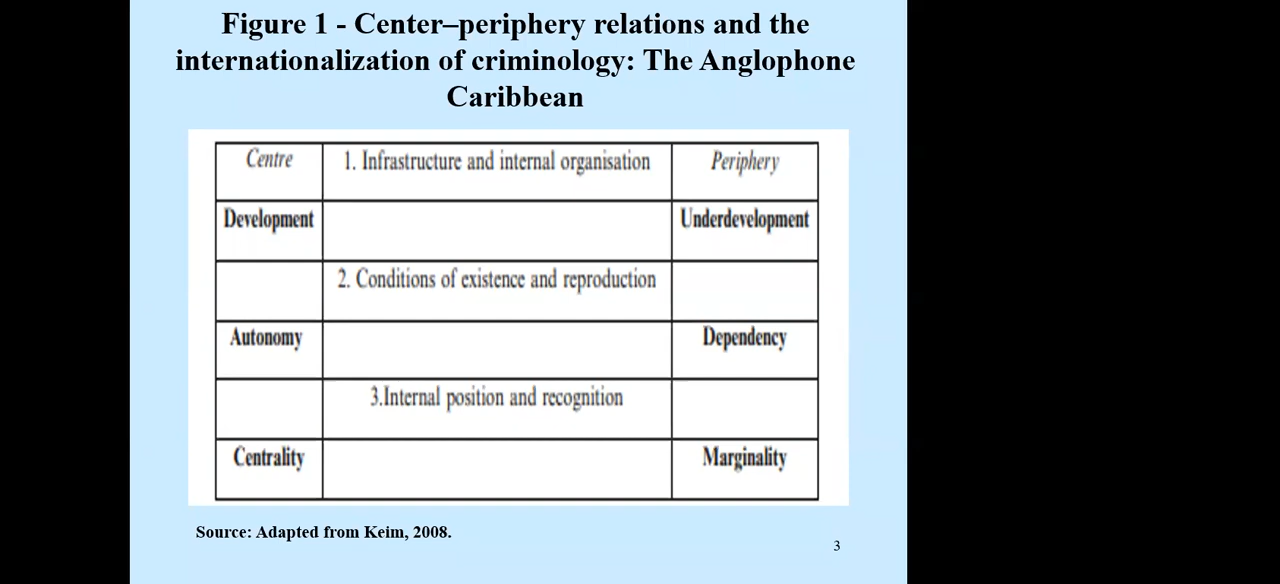 Figure 1 - Center–periphery relations and the
internationalization of criminology: The Anglophone
Caribbean
Centre 1. Infrastructure and internal organisation Periphery
Development Underdevelopment
2. Conditions of existence and reproduction
Autonomy Dependency
3.Internal position and recognition
Centrality Marginality
Source: Adapted from Keim, 2008.
3